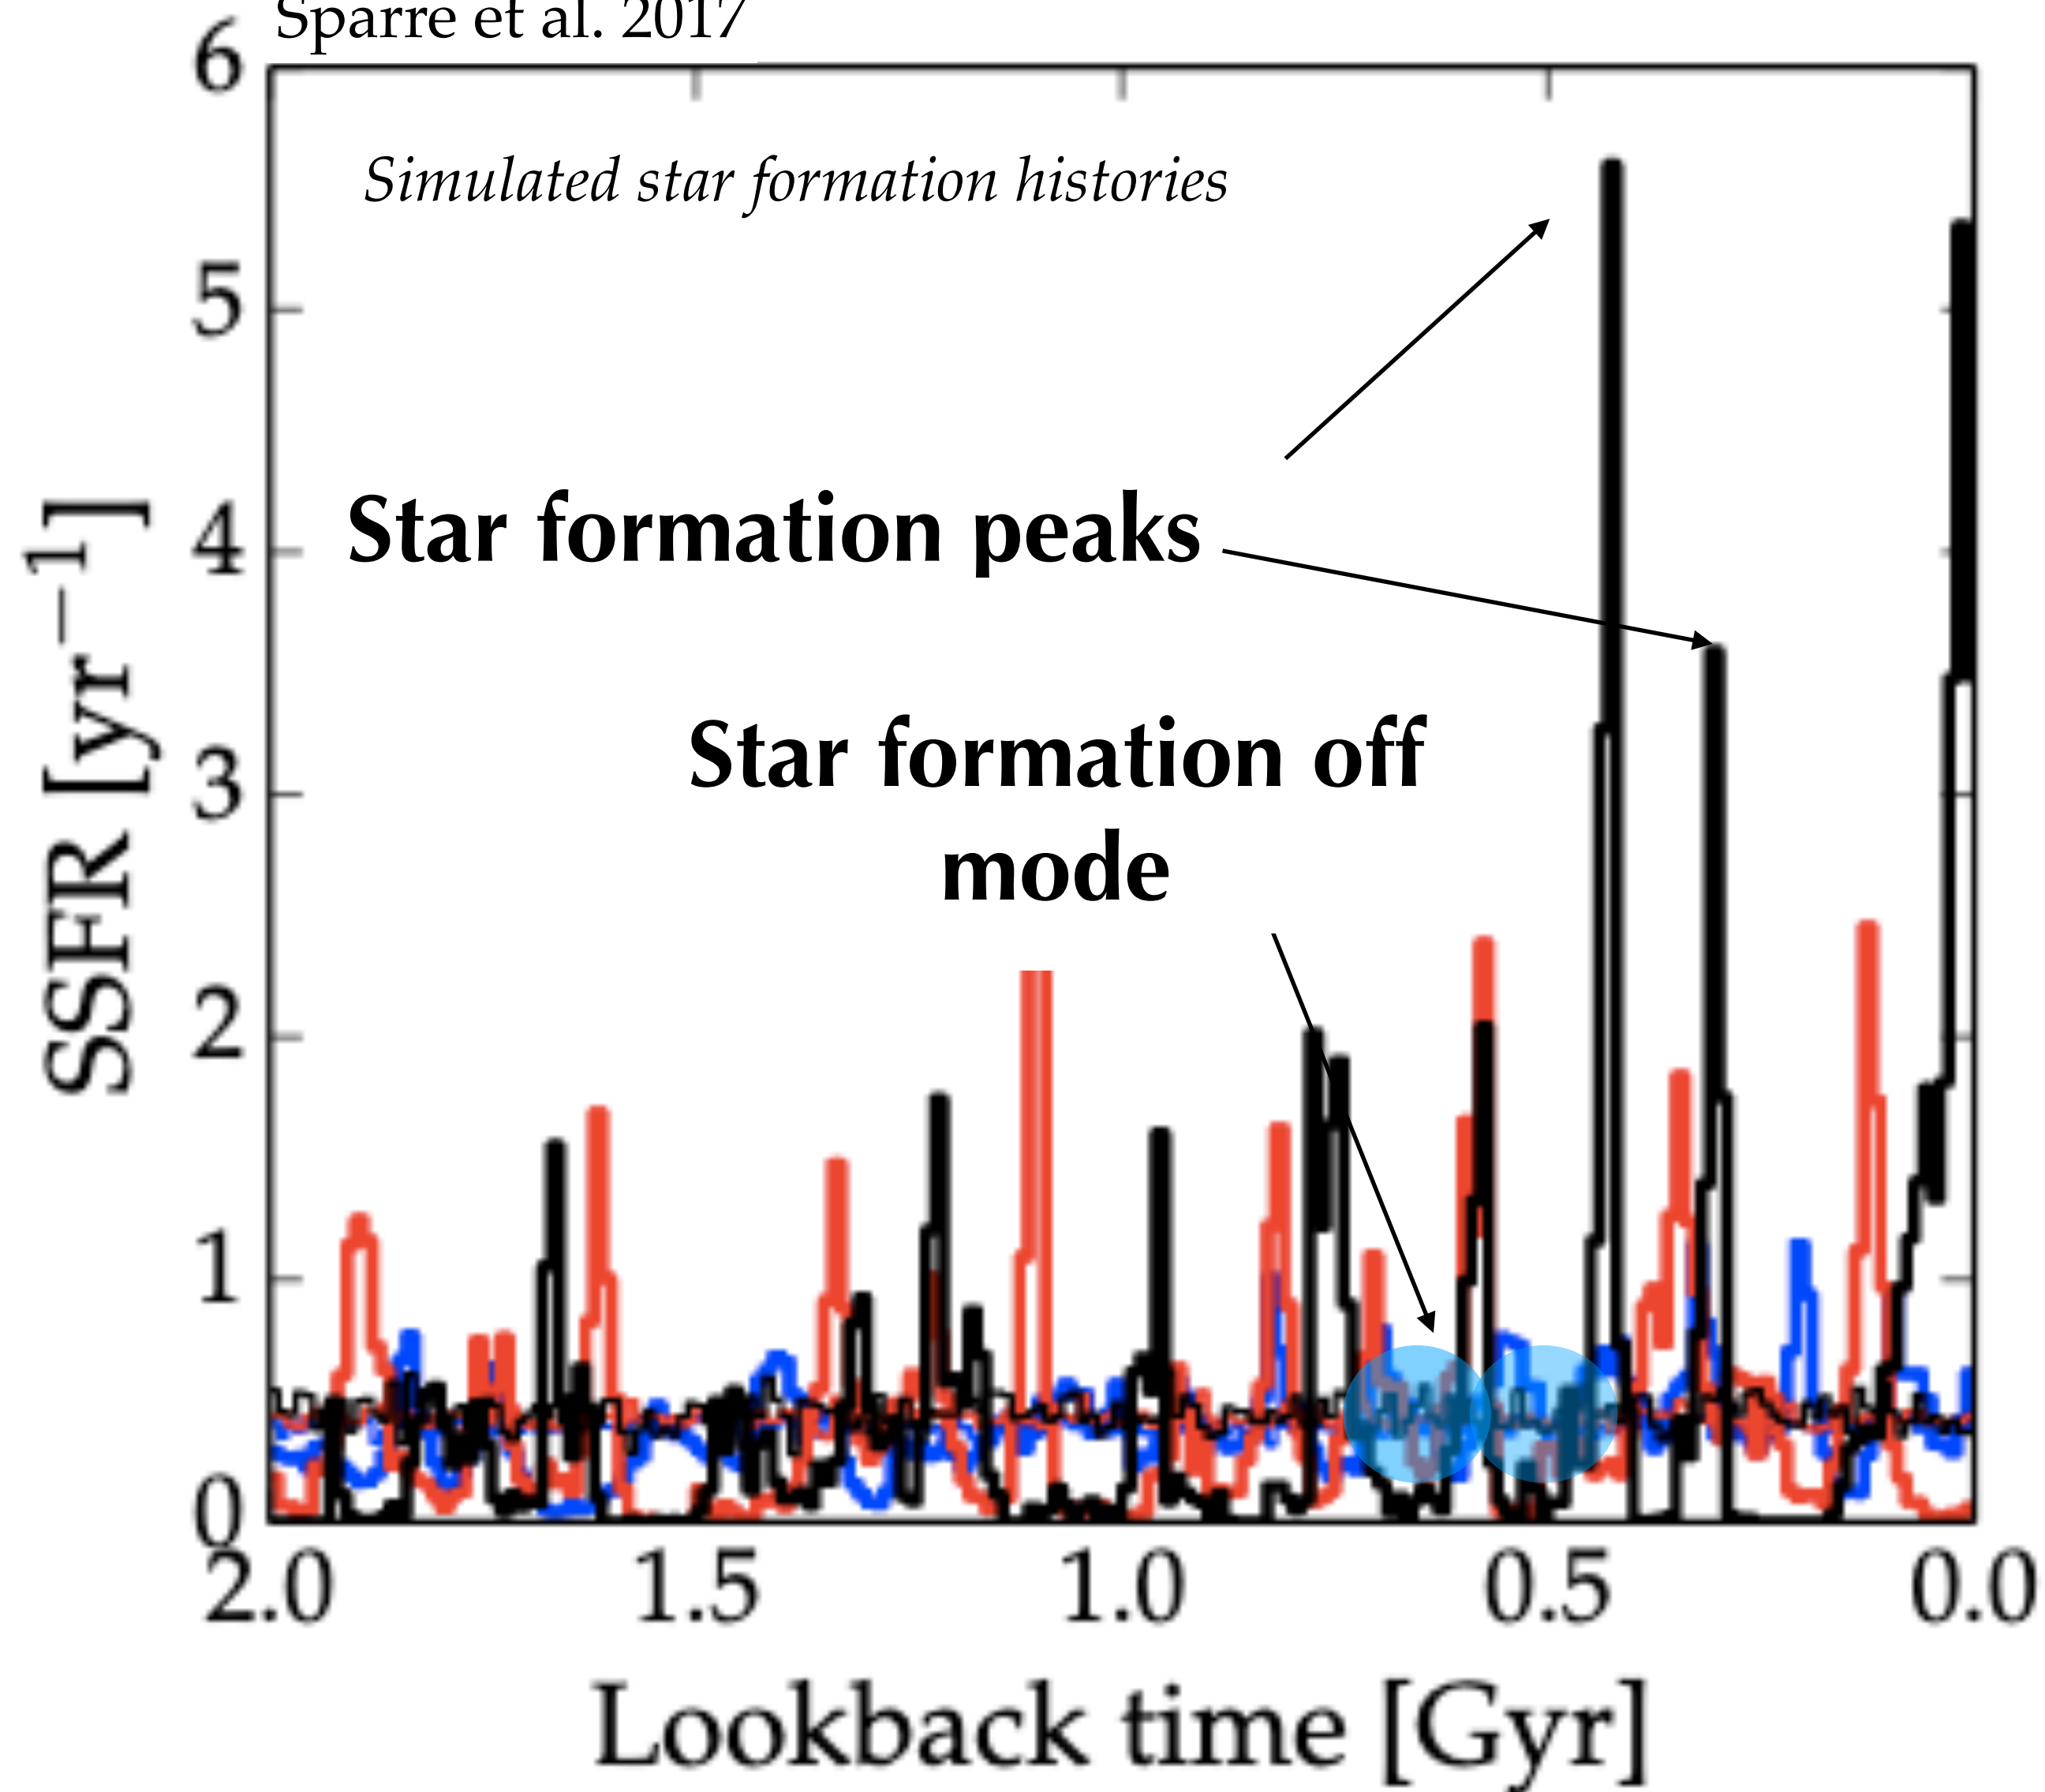 Sparre et al. 2017
6
Simulated star formation histories
5
Star formation peaks
4
SSFR [yr⁻¹]
Star formation off
mode
3
2
1
0
2.0 1.5 1.0 0.5 0.0
Lookback time [Gyr]